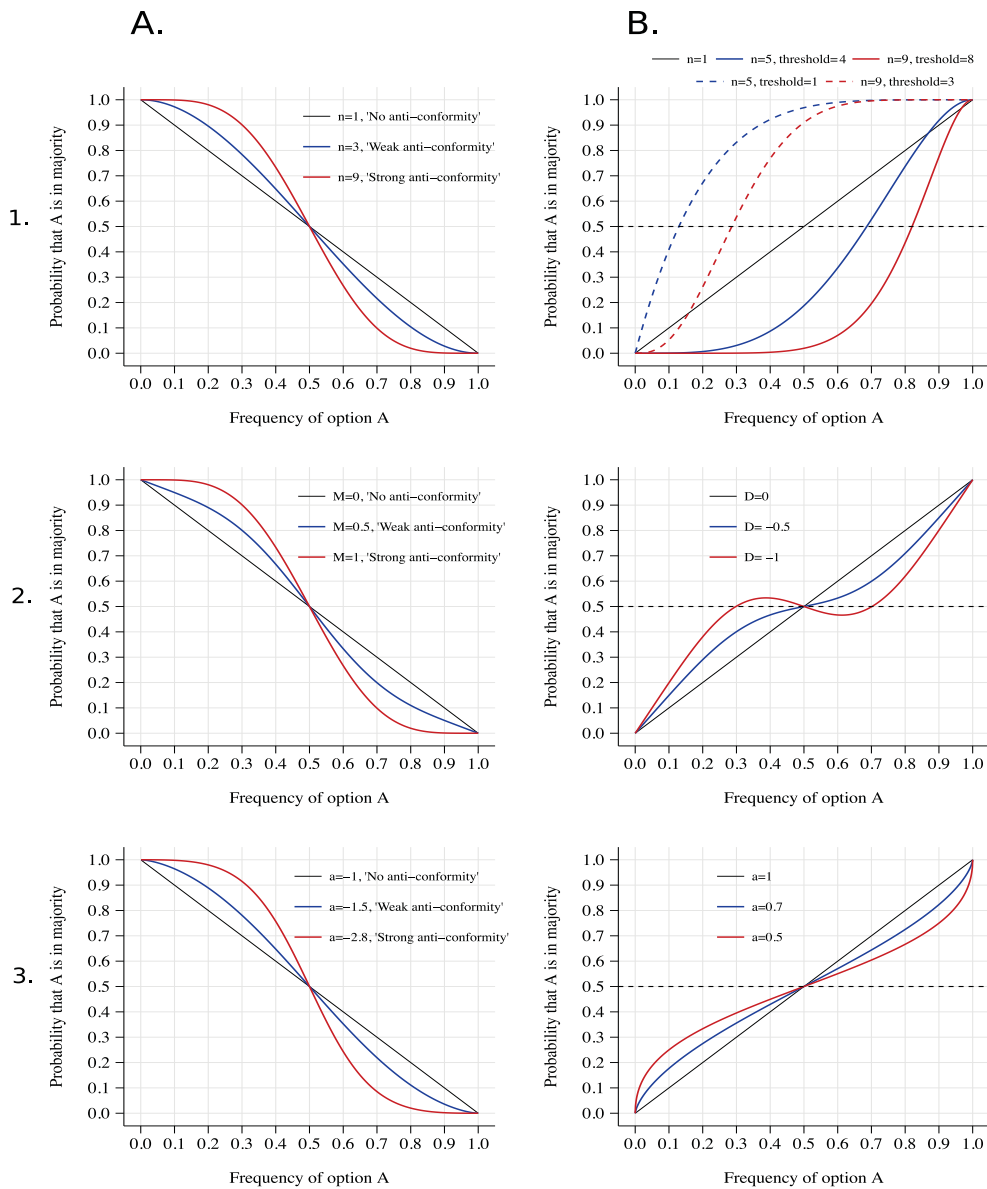 A.
B.
n=1 n=5, threshold=4 n=9, treshold=8
n=5, treshold=1 n=9, threshold=3
1.
Probability that A is in majority
1.0
0.9
0.8
0.7
0.6
0.5
0.4
0.3
0.2
0.1
0.0
n=1, 'No anti−conformity'
n=3, 'Weak anti−conformity'
n=9, 'Strong anti−conformity'
0.0 0.1 0.2 0.3 0.4 0.5 0.6 0.7 0.8 0.9 1.0
Frequency of option A
Probability that A is in majority
1.0
0.9
0.8
0.7
0.6
0.5
0.4
0.3
0.2
0.1
0.0
0.0 0.1 0.2 0.3 0.4 0.5 0.6 0.7 0.8 0.9 1.0
Frequency of option A
2.
Probability that A is in majority
1.0
0.9
0.8
0.7
0.6
0.5
0.4
0.3
0.2
0.1
0.0
M=0, 'No anti−conformity'
M=0.5, 'Weak anti−conformity'
M=1, 'Strong anti−conformity'
0.0 0.1 0.2 0.3 0.4 0.5 0.6 0.7 0.8 0.9 1.0
Frequency of option A
Probability that A is in majority
1.0
0.9
0.8
0.7
0.6
0.5
0.4
0.3
0.2
0.1
0.0
D=0
D= −0.5
D= −1
0.0 0.1 0.2 0.3 0.4 0.5 0.6 0.7 0.8 0.9 1.0
Frequency of option A
3.
Probability that A is in majority
1.0
0.9
0.8
0.7
0.6
0.5
0.4
0.3
0.2
0.1
0.0
a=−1, 'No anti−conformity'
a=−1.5, 'Weak anti−conformity'
a=−2.8, 'Strong anti−conformity'
0.0 0.1 0.2 0.3 0.4 0.5 0.6 0.7 0.8 0.9 1.0
Frequency of option A
Probability that A is in majority
1.0
0.9
0.8
0.7
0.6
0.5
0.4
0.3
0.2
0.1
0.0
a=1
a=0.7
a=0.5
0.0 0.1 0.2 0.3 0.4 0.5 0.6 0.7 0.8 0.9 1.0
Frequency of option A